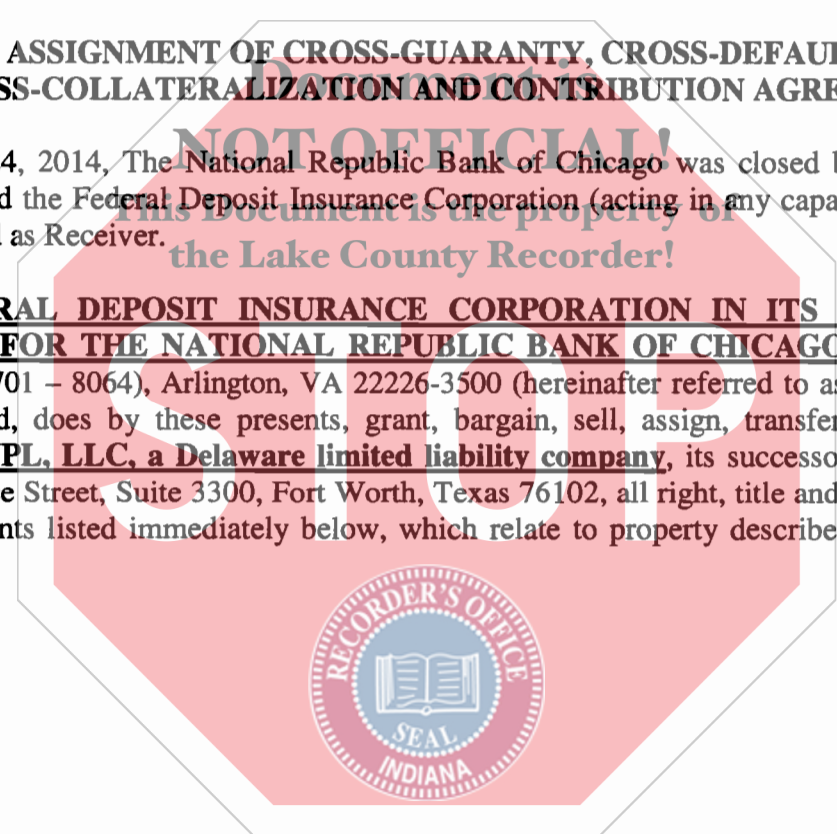 ASSIGNMENT OF CROSS-GUARANTY, CROSS-DEFAU
SS-COLLATERALIZATION AND CONTRIBUTION AGRE
Document is
NOT OFFICIAL!
This Document is the property of
the Lake County Recorder!
4, 2014, The National Republic Bank of Chicago was closed
d the Federal Deposit Insurance Corporation (acting in any capa
as Receiver.
RAL DEPOSIT INSURANCE CORPORATION IN ITS
FOR THE NATIONAL REPUBLIC BANK OF CHICAGO
701 – 8064), Arlington, VA 22226-3500 (hereinafter referred to as
d, does by these presents, grant, bargain, sell, assign, transfer
PL, LLC, a Delaware limited liability company, its successo
e Street, Suite 3300, Fort Worth, Texas 76102, all right, title and
nts listed immediately below, which relate to property describe
STOP
RECORDER'S OFFICE
SEAL
INDIANA